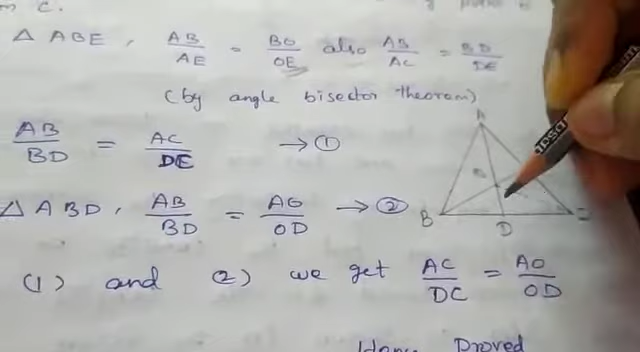 △ ABE, AB/AE = BO/OE also AB/AC = BD/DE
(by angle bisector theorem)
AB/BD = AC/DE → ①
△ ABD, AB/BD = AO/OD → ②
(1) and 2) we get AC/DC = AO/OD
Hence Proved
A
B
D